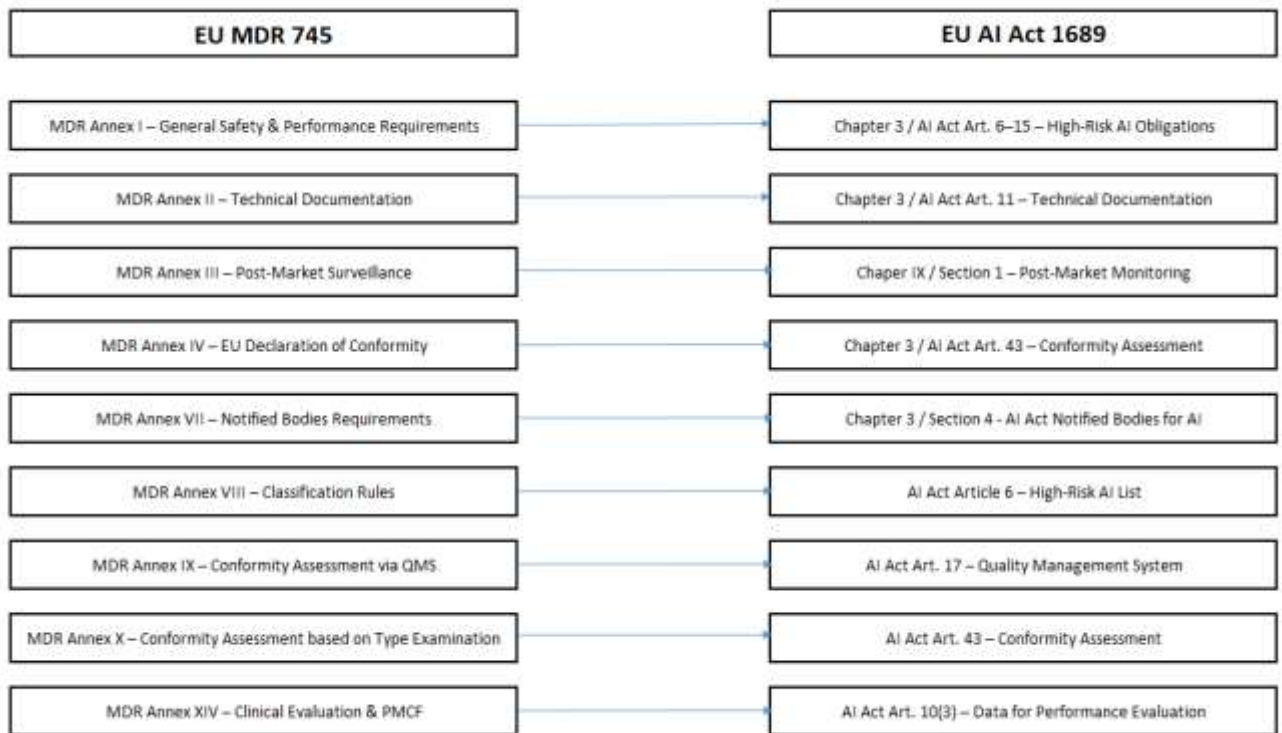 EU MDR 745
EU AI Act 1689
MDR Annex I – General Safety & Performance Requirements
Chapter 3 / AI Act Art. 6–15 – High-Risk AI Obligations
MDR Annex II – Technical Documentation
Chapter 3 / AI Act Art. 11 – Technical Documentation
MDR Annex III – Post-Market Surveillance
Chaper IX / Section 1 – Post-Market Monitoring
MDR Annex IV – EU Declaration of Conformity
Chapter 3 / AI Act Art. 43 – Conformity Assessment
MDR Annex VII – Notified Bodies Requirements
Chapter 3 / Section 4 - AI Act Notified Bodies for AI
MDR Annex VIII – Classification Rules
AI Act Article 6 – High-Risk AI List
MDR Annex IX – Conformity Assessment via QMS
AI Act Art. 17 – Quality Management System
MDR Annex X – Conformity Assessment based on Type Examination
AI Act Art. 43 – Conformity Assessment
MDR Annex XIV – Clinical Evaluation & PMCF
AI Act Art. 10(3) – Data for Performance Evaluation